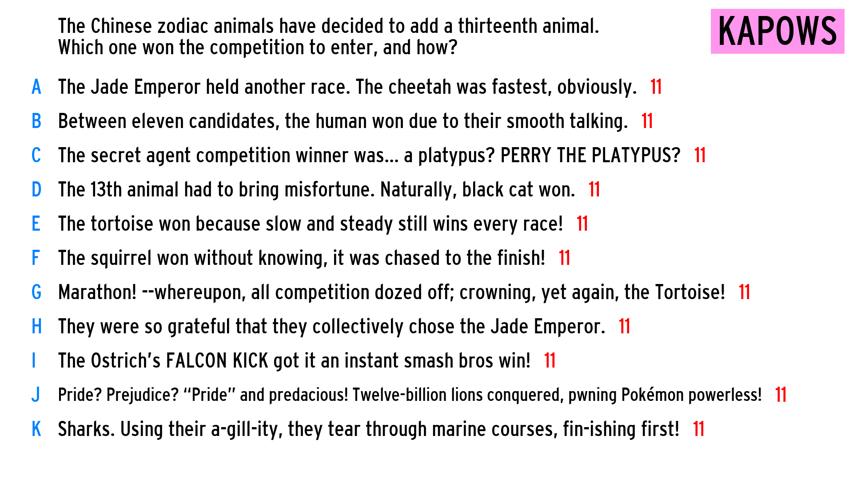 The Chinese zodiac animals have decided to add a thirteenth animal.
Which one won the competition to enter, and how?
KAPOWS
A The Jade Emperor held another race. The cheetah was fastest, obviously. 11
B Between eleven candidates, the human won due to their smooth talking. 11
C The secret agent competition winner was... a platypus? PERRY THE PLATYPUS? 11
D The 13th animal had to bring misfortune. Naturally, black cat won. 11
E The tortoise won because slow and steady still wins every race! 11
F The squirrel won without knowing, it was chased to the finish! 11
G Marathon! --whereupon, all competition dozed off; crowning, yet again, the Tortoise! 11
H They were so grateful that they collectively chose the Jade Emperor. 11
I The Ostrich's FALCON KICK got it an instant smash bros win! 11
J Pride? Prejudice? “Pride” and predacious! Twelve-billion lions conquered, pwning Pokémon powerless! 11
K Sharks. Using their a-gill-ity, they tear through marine courses, fin-ishing first! 11